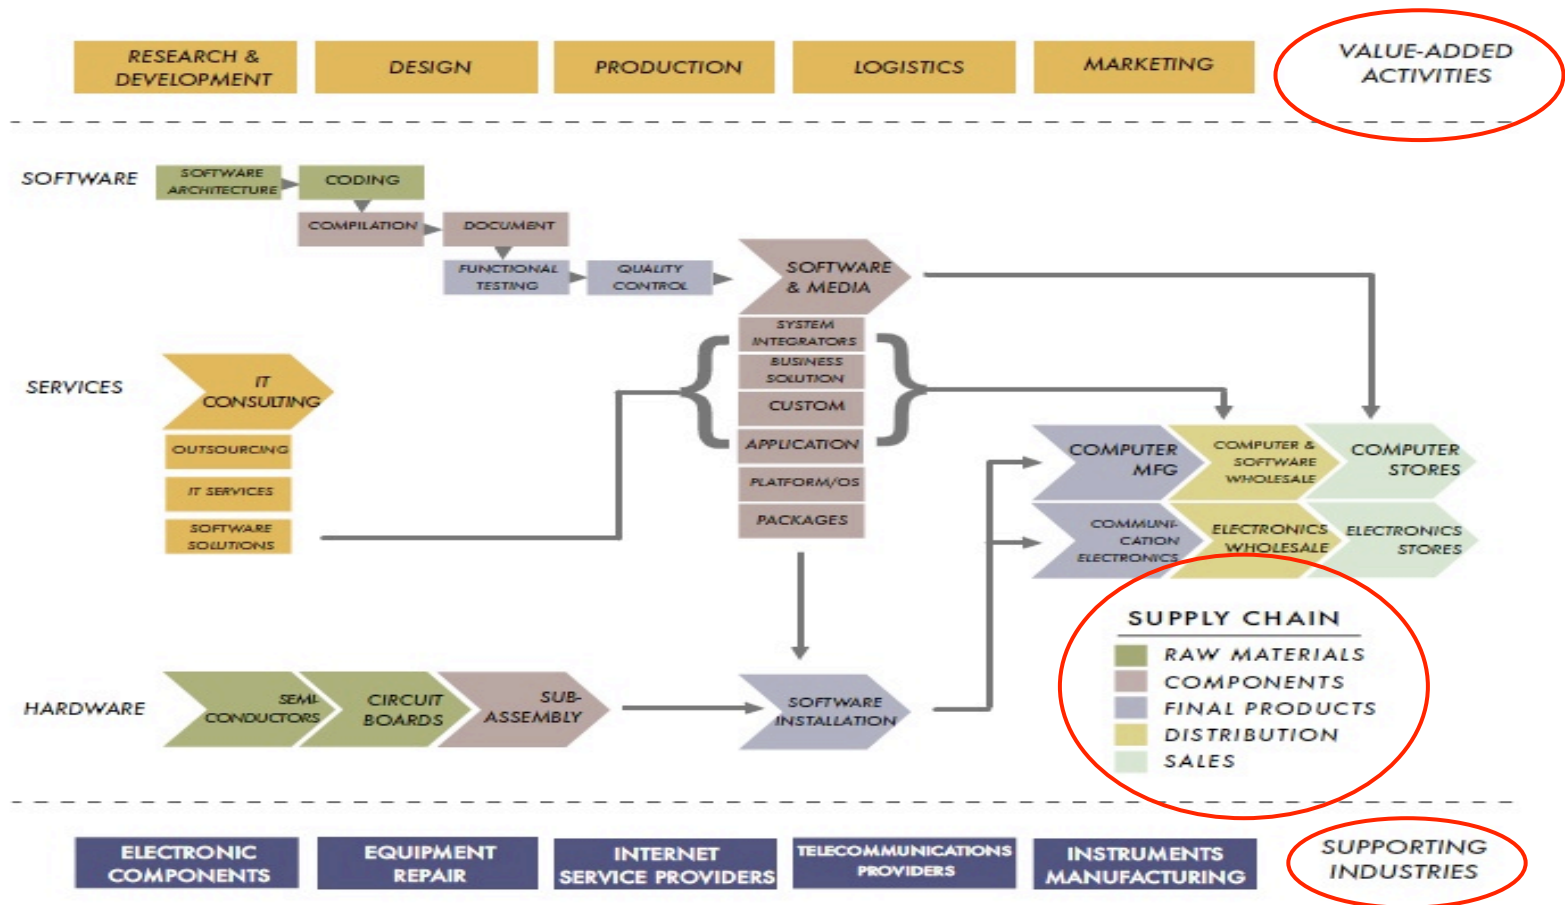 RESEARCH &
DEVELOPMENT
DESIGN
PRODUCTION
LOGISTICS
MARKETING
VALUE-ADDED
ACTIVITIES
SOFTWARE
SOFTWARE
ARCHITECTURE
CODING
COMPILATION
DOCUMENT
FUNCTIONAL
TESTING
QUALITY
CONTROL
SOFTWARE
& MEDIA
SYSTEM
INTEGRATORS
BUSINESS
SOLUTION
CUSTOM
APPLICATION
PLATFORM/OS
PACKAGES
SERVICES
IT
CONSULTING
OUTSOURCING
IT SERVICES
SOFTWARE
SOLUTIONS
COMPUTER
MFG
COMPUTER &
SOFTWARE
WHOLESALE
COMPUTER
STORES
COMMUNI-
CATION
ELECTRONICS
ELECTRONICS
WHOLESALE
ELECTRONICS
STORES
HARDWARE
SEMI-
CONDUCTORS
CIRCUIT
BOARDS
SUB-
ASSEMBLY
SOFTWARE
INSTALLATION
SUPPLY CHAIN
RAW MATERIALS
COMPONENTS
FINAL PRODUCTS
DISTRIBUTION
SALES
ELECTRONIC
COMPONENTS
EQUIPMENT
REPAIR
INTERNET
SERVICE PROVIDERS
TELECOMMUNICATIONS
PROVIDERS
INSTRUMENTS
MANUFACTURING
SUPPORTING
INDUSTRIES